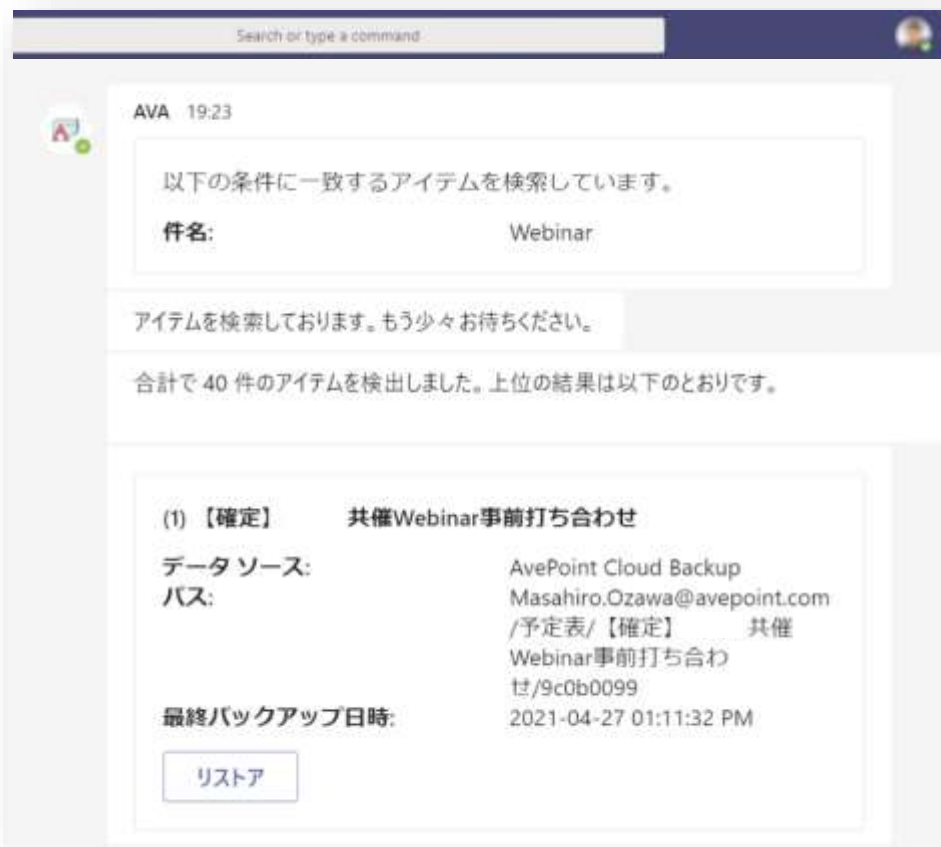 Search or type a command
AVA 19:23
以下の条件に一致するアイテムを検索しています。
件名: Webinar
アイテムを検索しております。もう少々お待ちください。
合計で 40 件のアイテムを検出しました。上位の結果は以下のとおりです。
(1) 【確定】 共催Webinar事前打ち合わせ
データ ソース: AvePoint Cloud Backup
パス: Masahiro.Ozawa@avepoint.com
/予定表/【確定】 共催
Webinar事前打ち合わ
せ/9c0b0099
最終バックアップ日時: 2021-04-27 01:11:32 PM
リストア